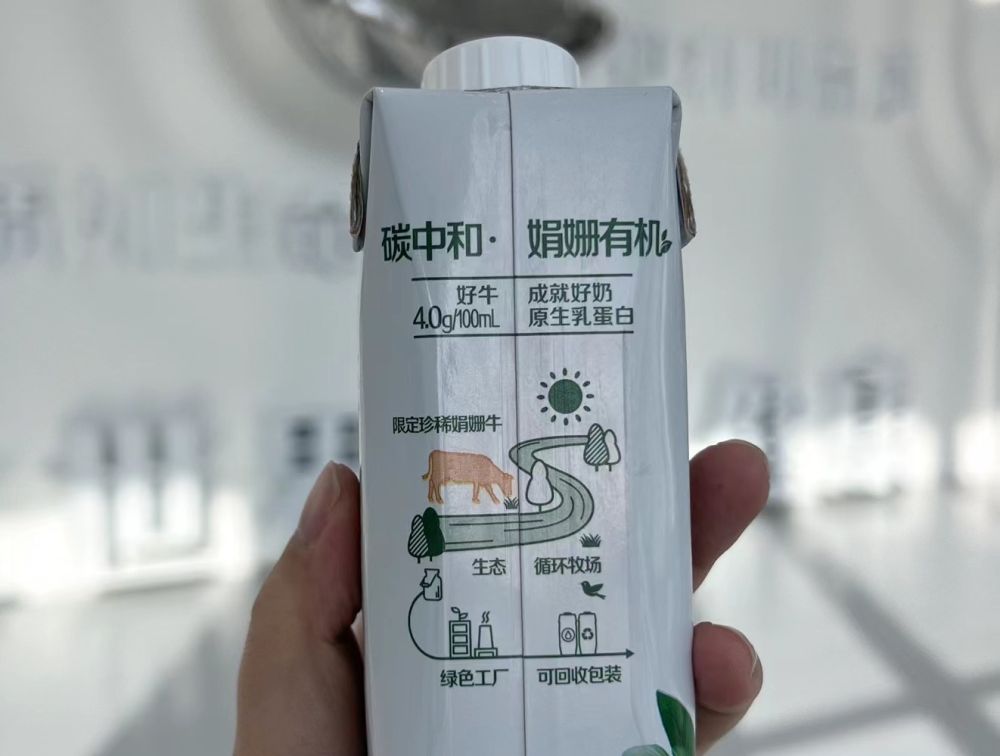 碳中和· 娟姗有机
好牛 成就好奶
4.0g/100mL 原生乳蛋白
限定珍稀娟姗牛
生态 循环牧场
绿色工厂 可回收包装